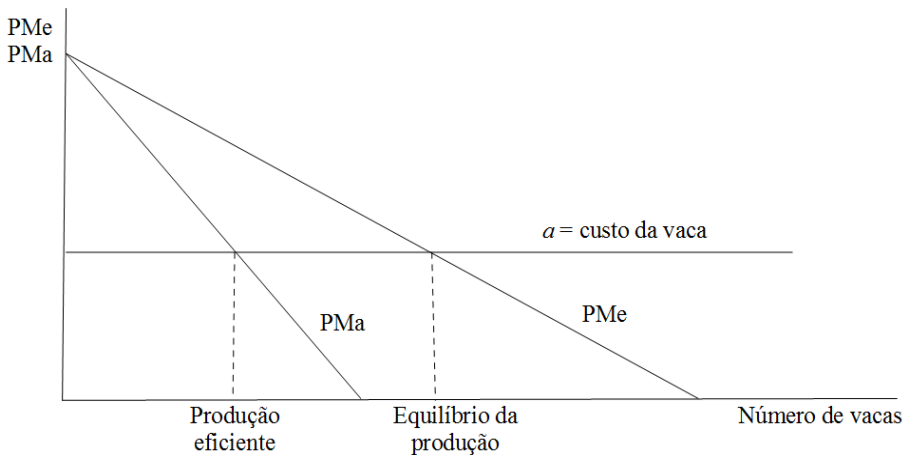 PMe
PMa
a = custo da vaca
PMa
PMe
Produção
eficiente
Equilíbrio da
produção
Número de vacas